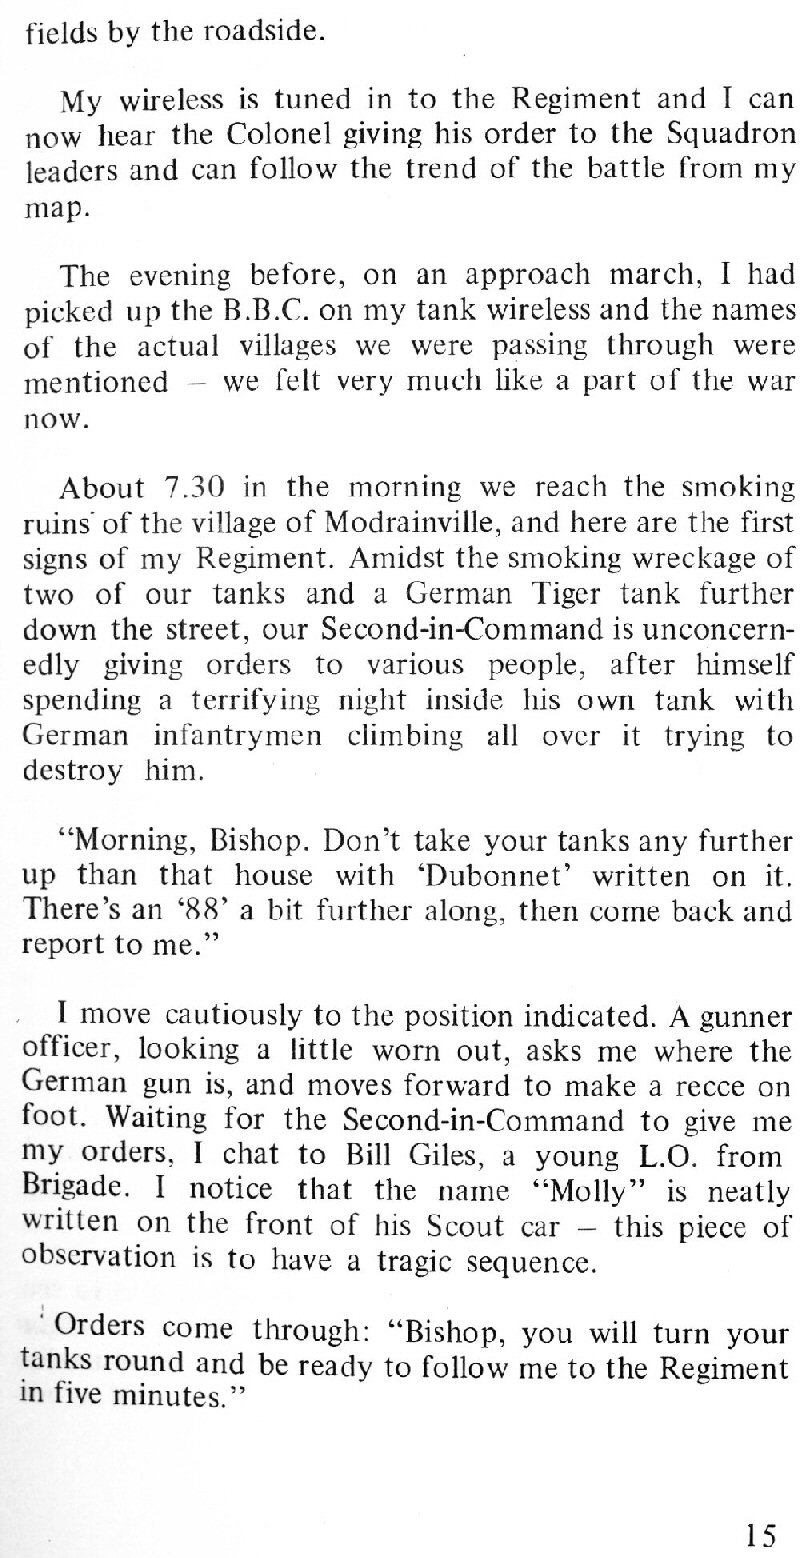 fields by the roadside.
My wireless is tuned in to the Regiment and I can
now hear the Colonel giving his order to the Squadron
leaders and can follow the trend of the battle from my
map.
The evening before, on an approach march, I had
picked up the B.B.C. on my tank wireless and the names
of the actual villages we were passing through were
mentioned – we felt very much like a part of the war
now.
About 7.30 in the morning we reach the smoking
ruins of the village of Modrainville, and here are the first
signs of my Regiment. Amidst the smoking wreckage of
two of our tanks and a German Tiger tank further
down the street, our Second-in-Command is unconcern-
edly giving orders to various people, after himself
spending a terrifying night inside his own tank with
German infantrymen climbing all over it trying to
destroy him.
“Morning, Bishop. Don’t take your tanks any further
up than that house with ‘Dubonnet’ written on it.
There’s an ‘88’ a bit further along, then come back and
report to me.”
I move cautiously to the position indicated. A gunner
officer, looking a little worn out, asks me where the
German gun is, and moves forward to make a recce on
foot. Waiting for the Second-in-Command to give me
my orders, I chat to Bill Giles, a young L.O. from
Brigade. I notice that the name “Molly” is neatly
written on the front of his Scout car – this piece of
observation is to have a tragic sequence.
Orders come through: “Bishop, you will turn your
tanks round and be ready to follow me to the Regiment
in five minutes.”
15